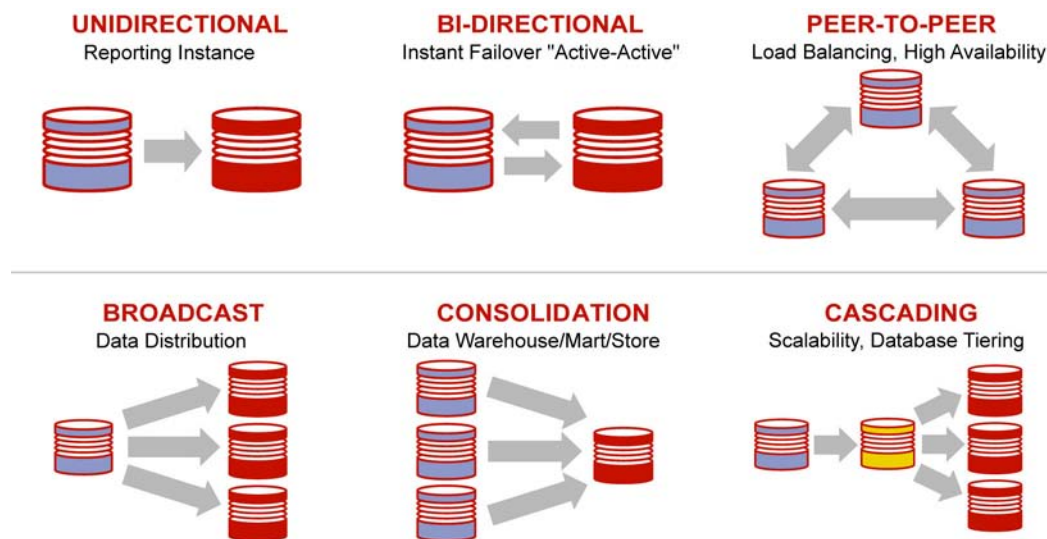 UNIDIRECTIONAL
Reporting Instance
BI-DIRECTIONAL
Instant Failover "Active-Active"
PEER-TO-PEER
Load Balancing, High Availability
BROADCAST
Data Distribution
CONSOLIDATION
Data Warehouse/Mart/Store
CASCADING
Scalability, Database Tiering